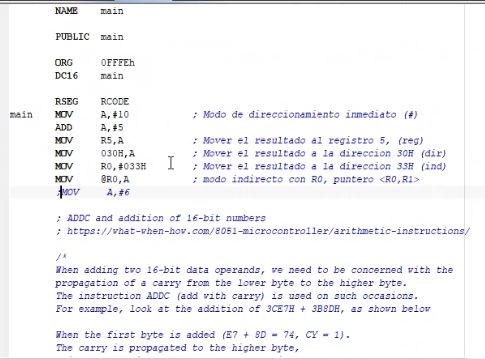 NAME main
PUBLIC main
ORG 0FFFEh
DC16 main
RSEG RCODE
main MOV A,#10 ; Modo de direccionamiento inmediato (#)
ADD A,#5
MOV R5,A ; Mover el resultado al registro 5, (reg)
MOV 030H,A ; Mover el resultado a la direccion 30H (dir)
MOV R0,#033H ; Mover el resultado a la direccion 33H (ind)
MOV @R0,A ; modo indirecto con R0, puntero <R0,R1>
;MOV A,#6
; ADDC and addition of 16-bit numbers
; https://what-when-how.com/8051-microcontroller/arithmetic-instructions/
/*
When adding two 16-bit data operands, we need to be concerned with the
propagation of a carry from the lower byte to the higher byte.
The instruction ADDC (add with carry) is used on such occasions.
For example, look at the addition of 3CE7H + 3B8DH, as shown below
When the first byte is added (E7 + 8D = 74, CY = 1).
The carry is propagated to the higher byte,